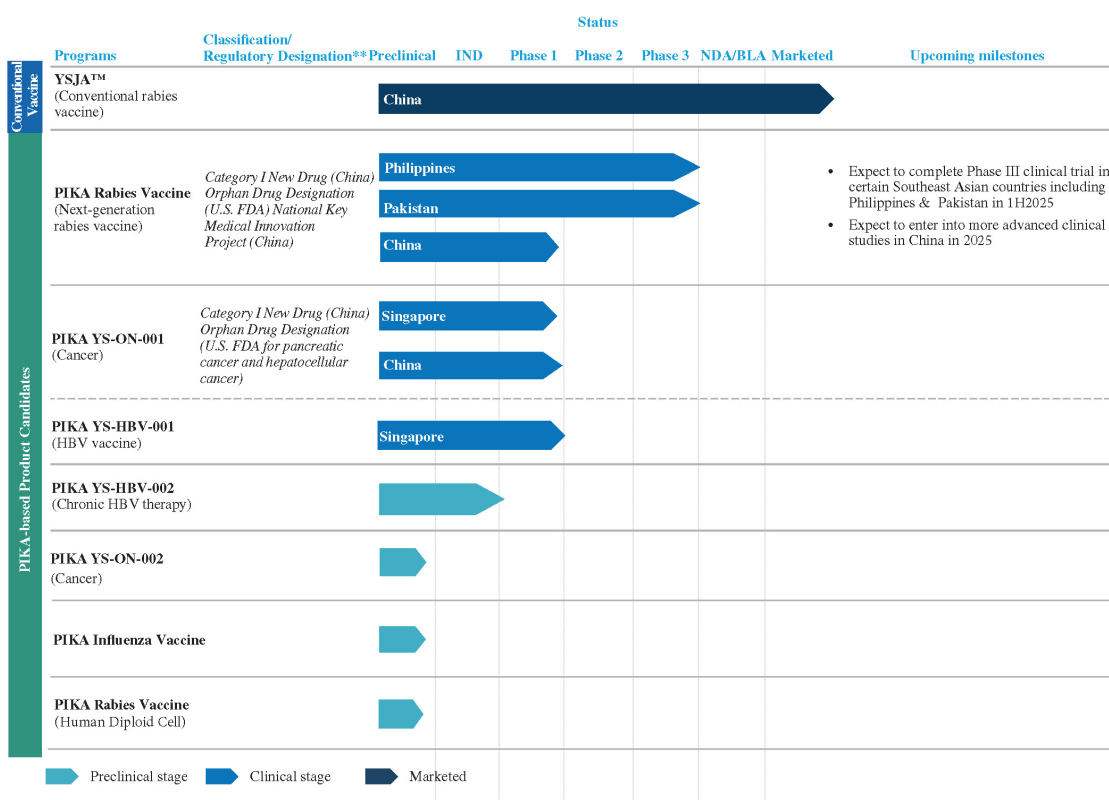 Status
Classification/
Programs Regulatory Designation** Preclinical IND Phase 1 Phase 2 Phase 3 NDA/BLA Marketed Upcoming milestones
Conventional
Vaccine
YSJA™
(Conventional rabies
vaccine)
China
PIKA-based Product Candidates
PIKA Rabies Vaccine
(Next-generation
rabies vaccine)
Category I New Drug (China)
Orphan Drug Designation
(U.S. FDA) National Key
Medical Innovation
Project (China)
Philippines
Pakistan
China
• Expect to complete Phase III clinical trial in
certain Southeast Asian countries including
Philippines & Pakistan in 1H2025
• Expect to enter into more advanced clinical
studies in China in 2025
PIKA YS-ON-001
(Cancer)
Category I New Drug (China)
Orphan Drug Designation
(U.S. FDA for pancreatic
cancer and hepatocellular
cancer)
Singapore
China
PIKA YS-HBV-001
(HBV vaccine)
Singapore
PIKA YS-HBV-002
(Chronic HBV therapy)
PIKA YS-ON-002
(Cancer)
PIKA Influenza Vaccine
PIKA Rabies Vaccine
(Human Diploid Cell)
Preclinical stage Clinical stage Marketed